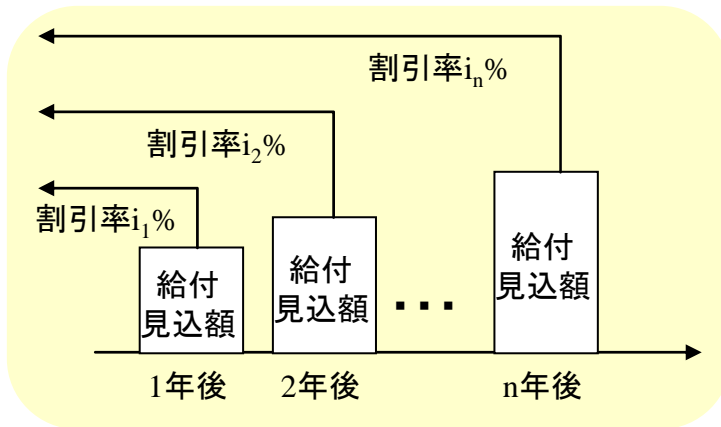 割引率in%
割引率i2%
割引率i1%
給付
見込額
給付
見込額
...
給付
見込額
1年後
2年後
n年後